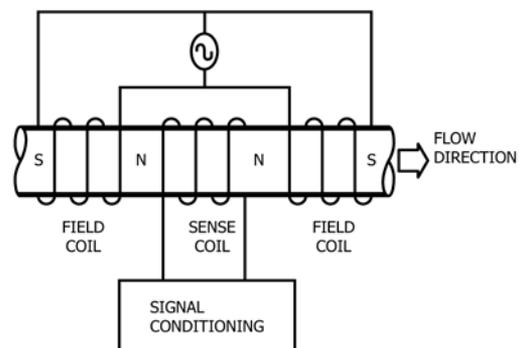 S
N
N
S
FLOW
DIRECTION
FIELD
COIL
SENSE
COIL
FIELD
COIL
SIGNAL
CONDITIONING